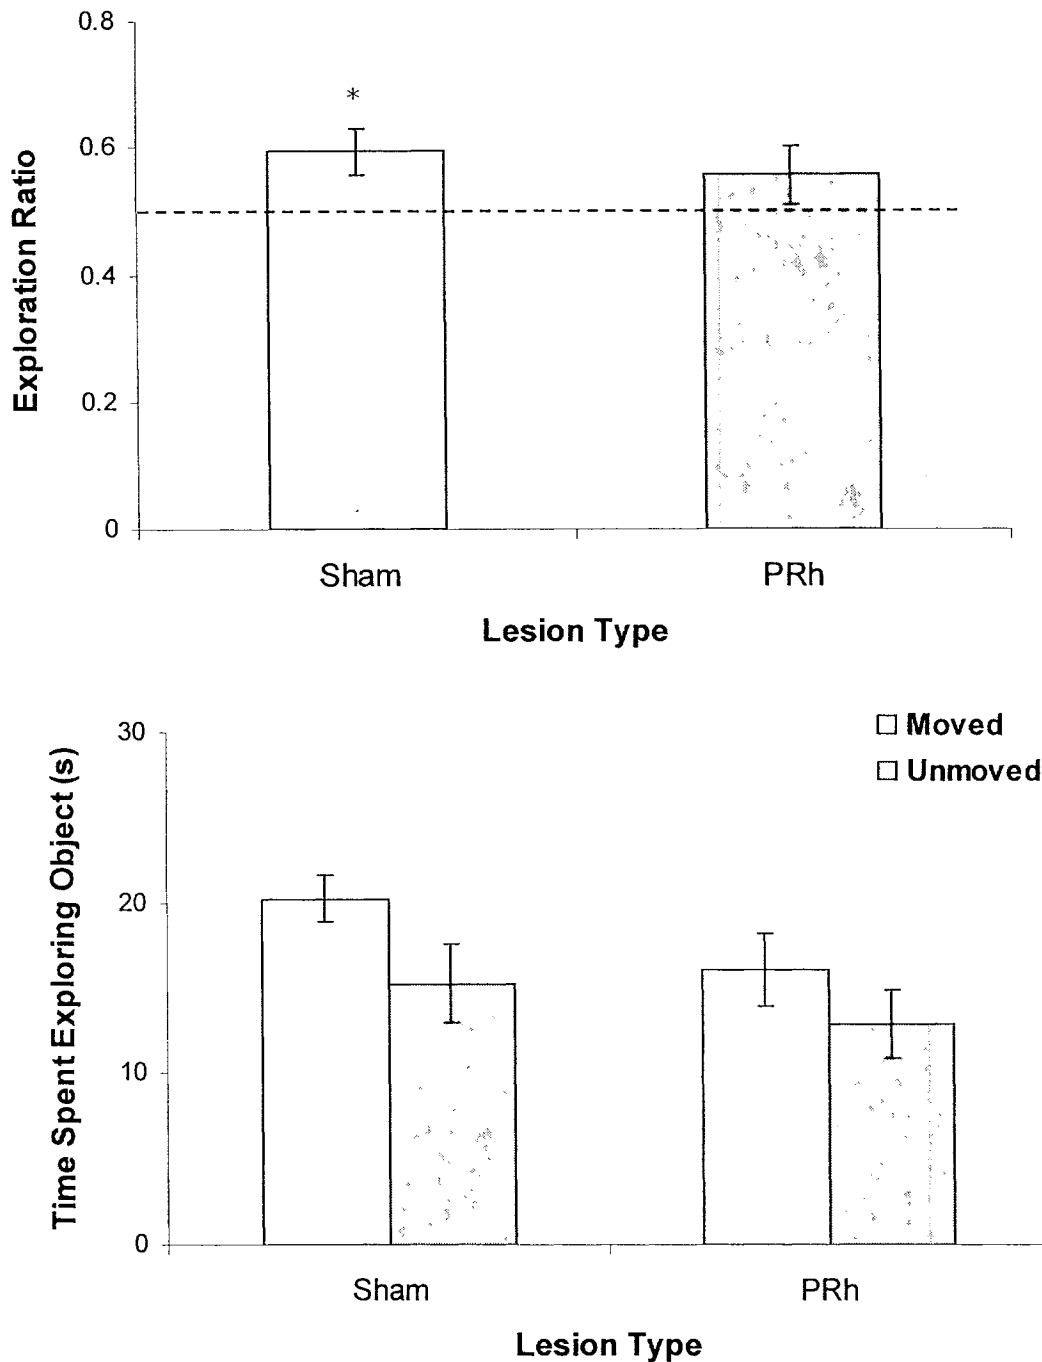 0.8
*
0.6
0.4
0.2
0
Exploration Ratio
Sham
PRh
Lesion Type
Moved
Unmoved
30
20
10
0
Time Spent Exploring Object (s)
Sham
PRh
Lesion Type